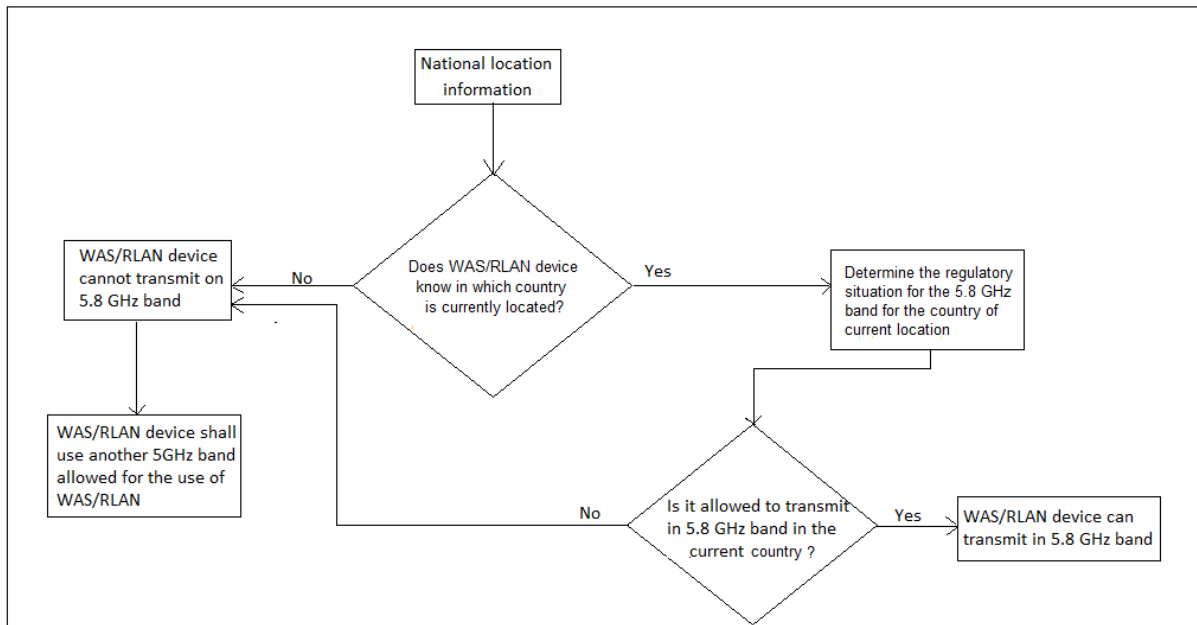 National location
information
Does WAS/RLAN device
know in which country
is currently located?
No
Yes
WAS/RLAN device
cannot transmit on
5.8 GHz band
Determine the regulatory
situation for the 5.8 GHz
band for the country of
current location
WAS/RLAN device shall
use another 5GHz band
allowed for the use of
WAS/RLAN
Is it allowed to transmit
in 5.8 GHz band in the
current country ?
No
Yes
WAS/RLAN device can
transmit in 5.8 GHz band